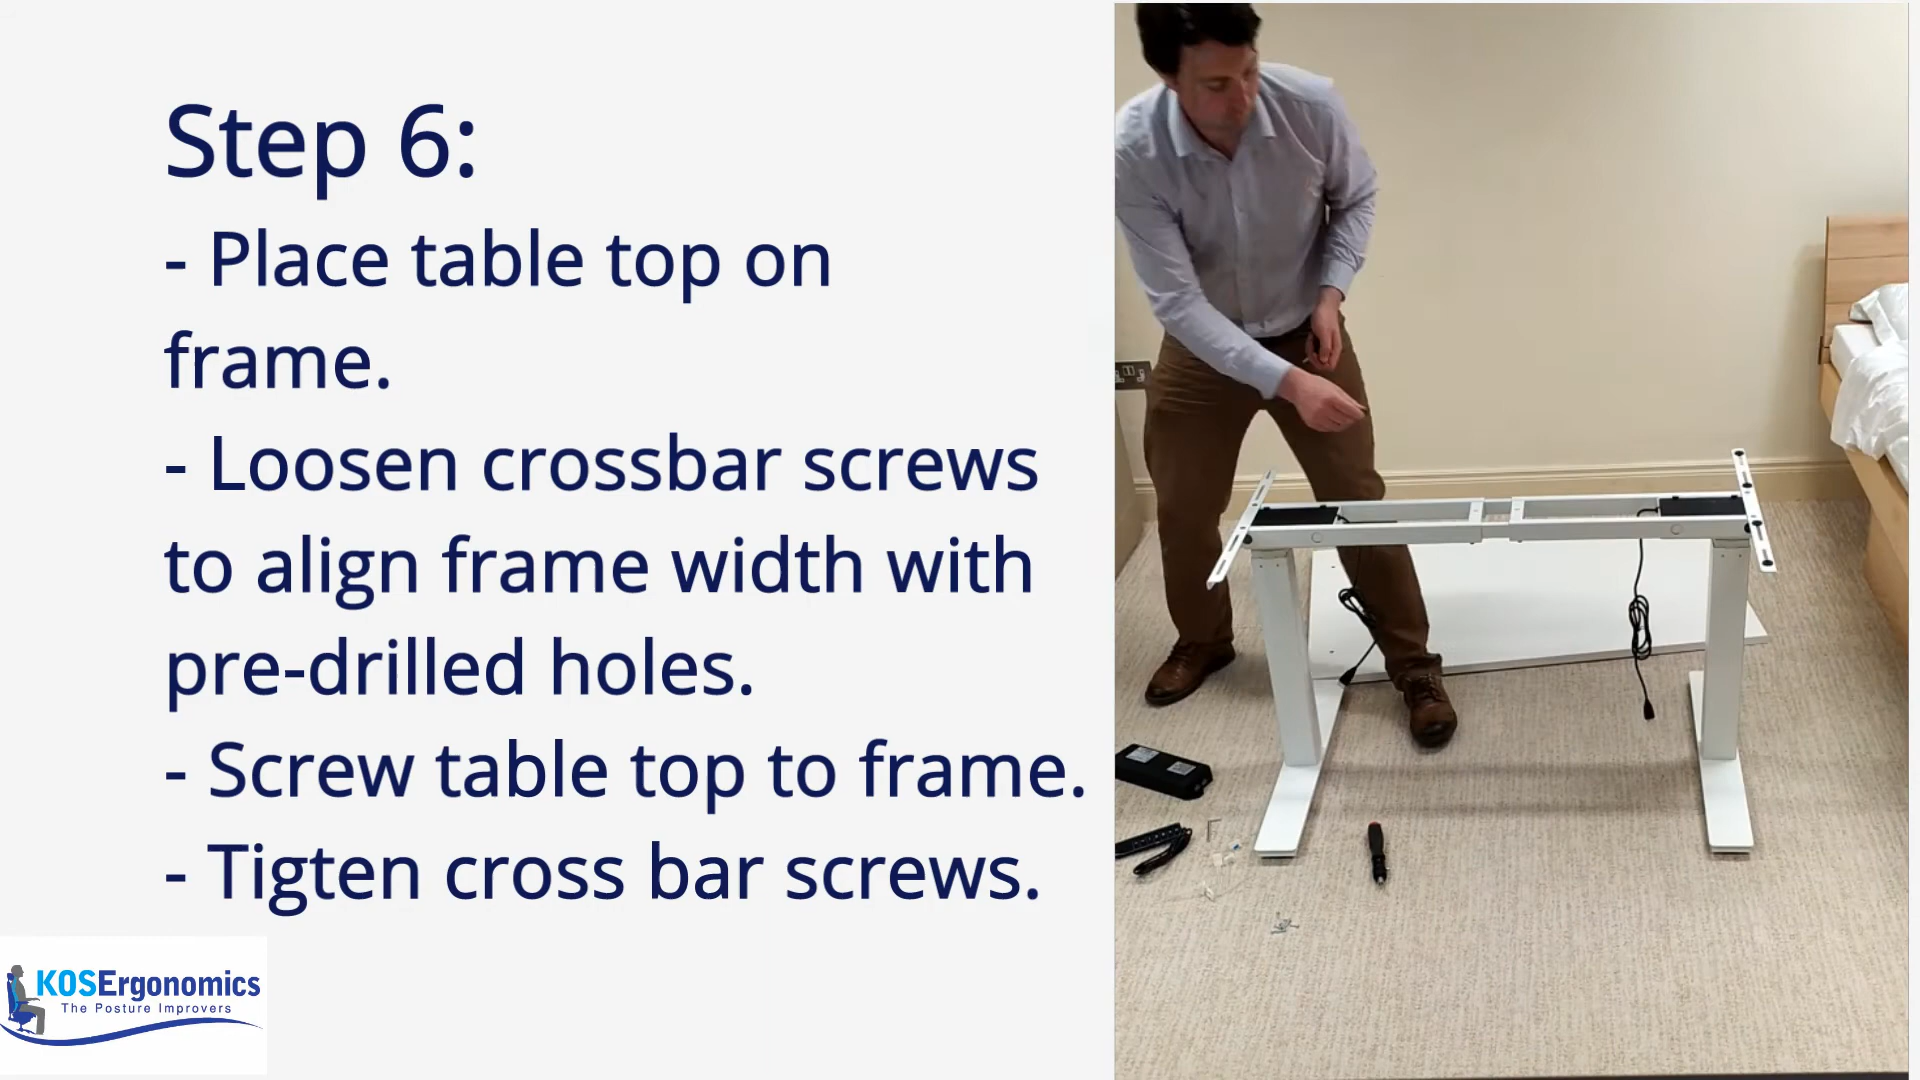 Step 6:
- Place table top on
frame.
- Loosen crossbar screws
to align frame width with
pre-drilled holes.
- Screw table top to frame.
- Tigten cross bar screws.
KOSErgonomics
The Posture Improvers